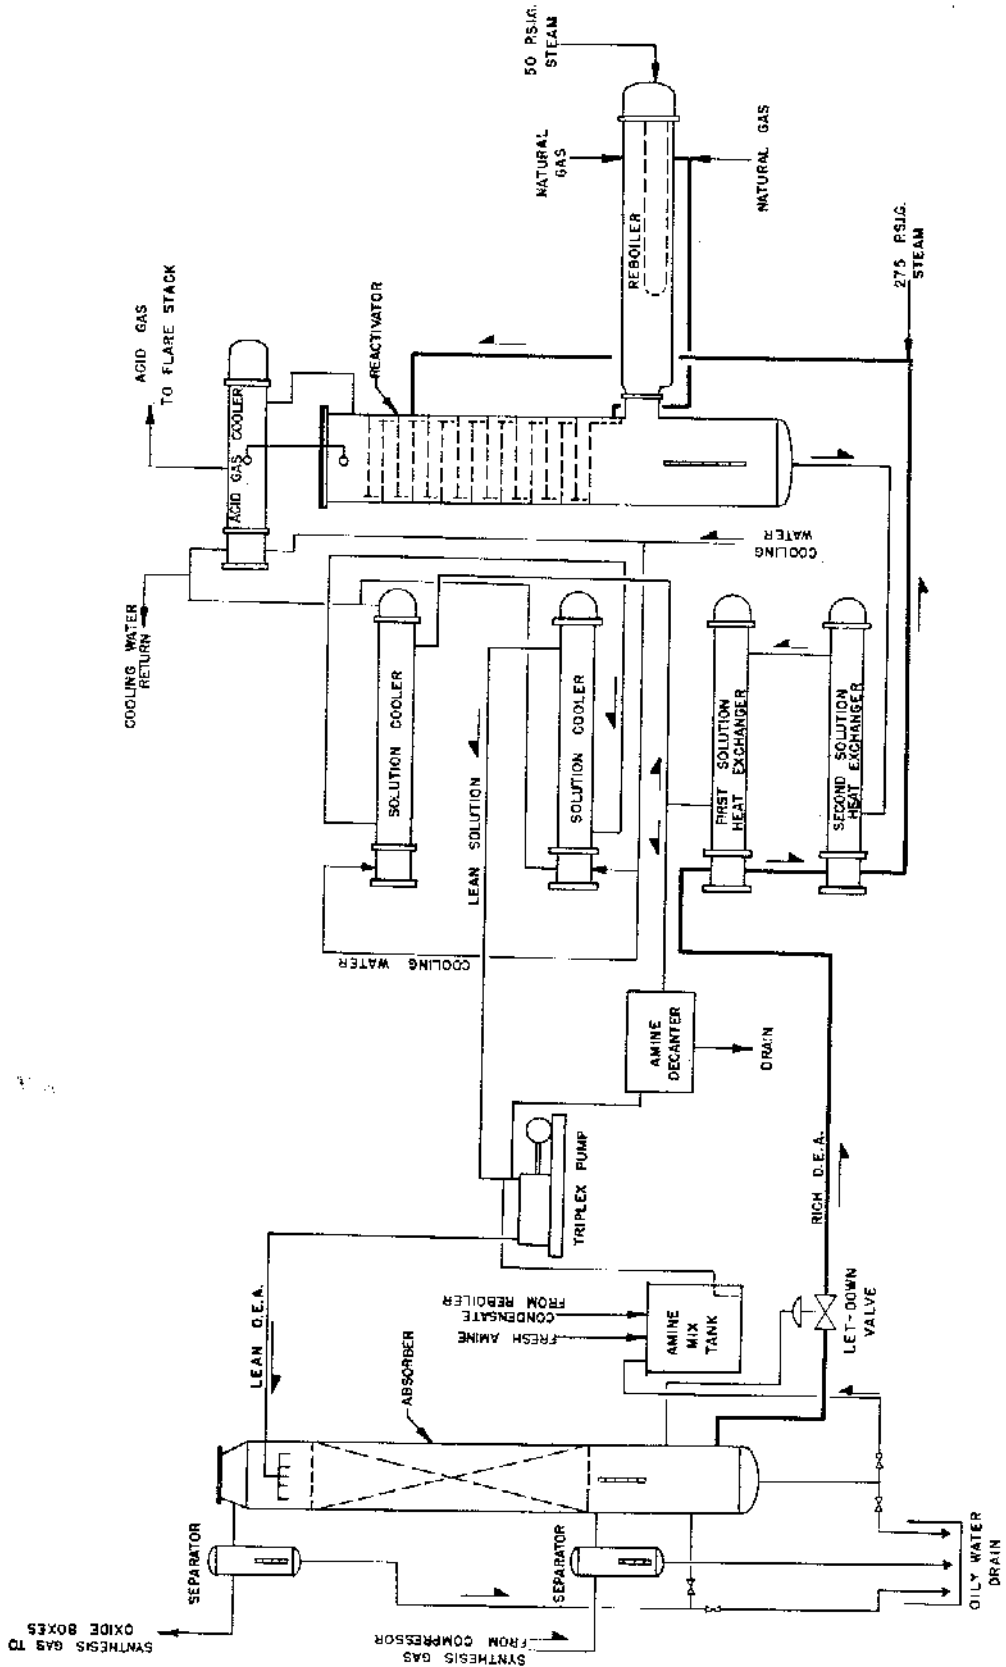 50 P.S.I.G.
STEAM
NATURAL
GAS
NATURAL GAS
REBOILER
275 P.S.I.G.
STEAM
ACID GAS
TO FLARE STACK
REACTIVATOR
ACID GAS COOLER
COOLING
WATER
COOLING WATER
RETURN
SOLUTION COOLER
SOLUTION COOLER
FIRST SOLUTION
HEAT EXCHANGER
SECOND SOLUTION
HEAT EXCHANGER
LEAN SOLUTION
COOLING WATER
AMINE
DECANTER
DRAIN
TRIPLEX PUMP
RICH D.E.A.
LEAN D.E.A.
CONDENSATE
FROM REBOILER
FRESH AMINE
AMINE
MIX
TANK
LET-DOWN
VALVE
ABSORBER
SEPARATOR
SEPARATOR
SYNTHESIS GAS TO
OXIDE BOXES
SYNTHESIS GAS
FROM COMPRESSOR
OILY WATER
DRAIN